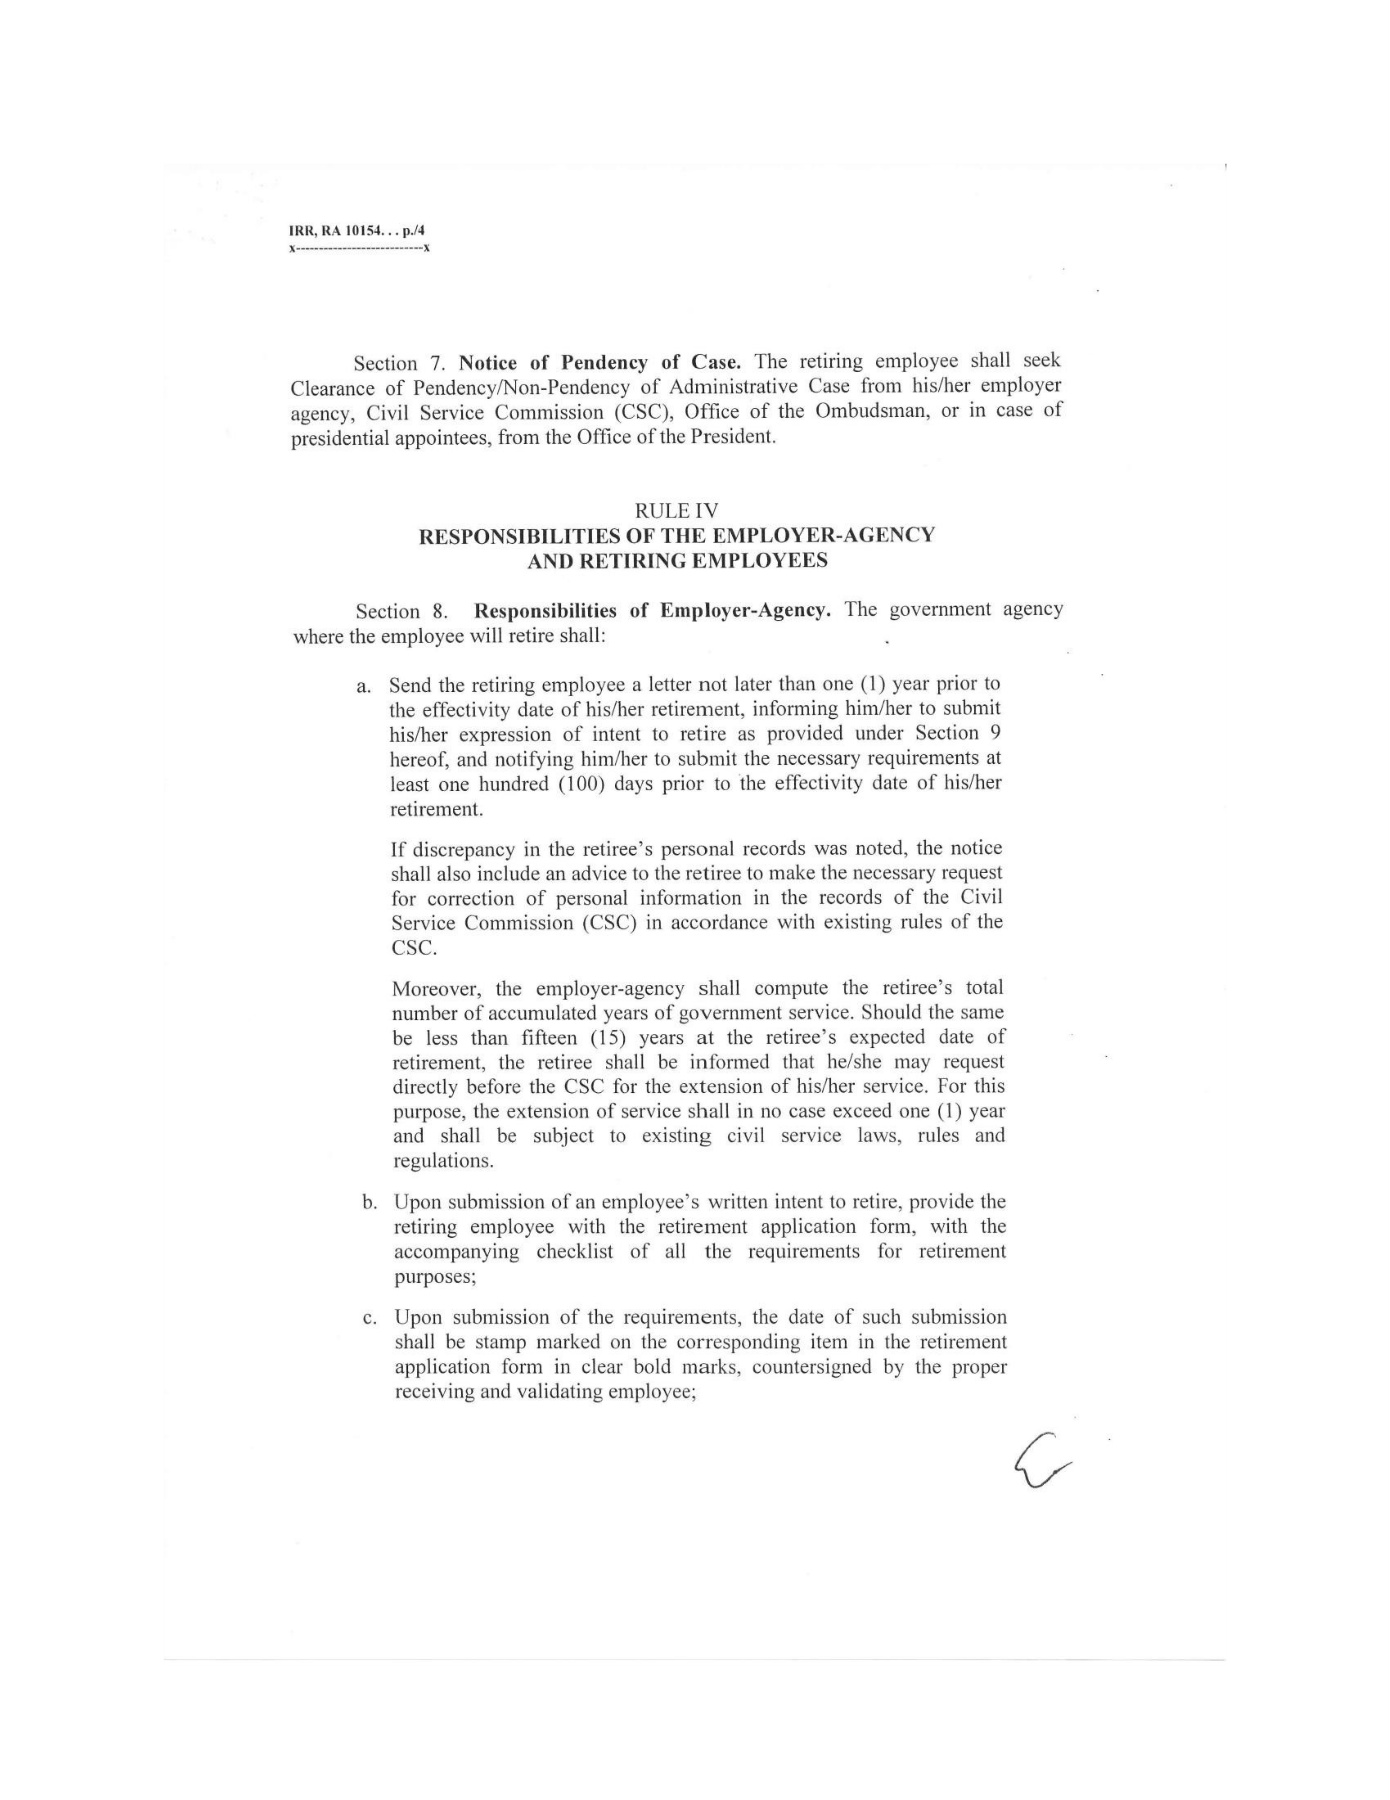 IRR, RA 10154. . . p./4
x----------------------------x
Section 7. Notice of Pendency of Case. The retiring employee shall seek
Clearance of Pendency/Non-Pendency of Administrative Case from his/her employer
agency, Civil Service Commission (CSC), Office of the Ombudsman, or in case of
presidential appointees, from the Office of the President.
RULE IV
RESPONSIBILITIES OF THE EMPLOYER-AGENCY
AND RETIRING EMPLOYEES
Section 8. Responsibilities of Employer-Agency. The government agency
where the employee will retire shall:
a. Send the retiring employee a letter not later than one (1) year prior to
the effectivity date of his/her retirement, informing him/her to submit
his/her expression of intent to retire as provided under Section 9
hereof, and notifying him/her to submit the necessary requirements at
least one hundred (100) days prior to the effectivity date of his/her
retirement.
If discrepancy in the retiree's personal records was noted, the notice
shall also include an advice to the retiree to make the necessary request
for correction of personal information in the records of the Civil
Service Commission (CSC) in accordance with existing rules of the
CSC.
Moreover, the employer-agency shall compute the retiree's total
number of accumulated years of government service. Should the same
be less than fifteen (15) years at the retiree's expected date of
retirement, the retiree shall be informed that he/she may request
directly before the CSC for the extension of his/her service. For this
purpose, the extension of service shall in no case exceed one (1) year
and shall be subject to existing civil service laws, rules and
regulations.
b. Upon submission of an employee's written intent to retire, provide the
retiring employee with the retirement application form, with the
accompanying checklist of all the requirements for retirement
purposes;
c. Upon submission of the requirements, the date of such submission
shall be stamp marked on the corresponding item in the retirement
application form in clear bold marks, countersigned by the proper
receiving and validating employee;